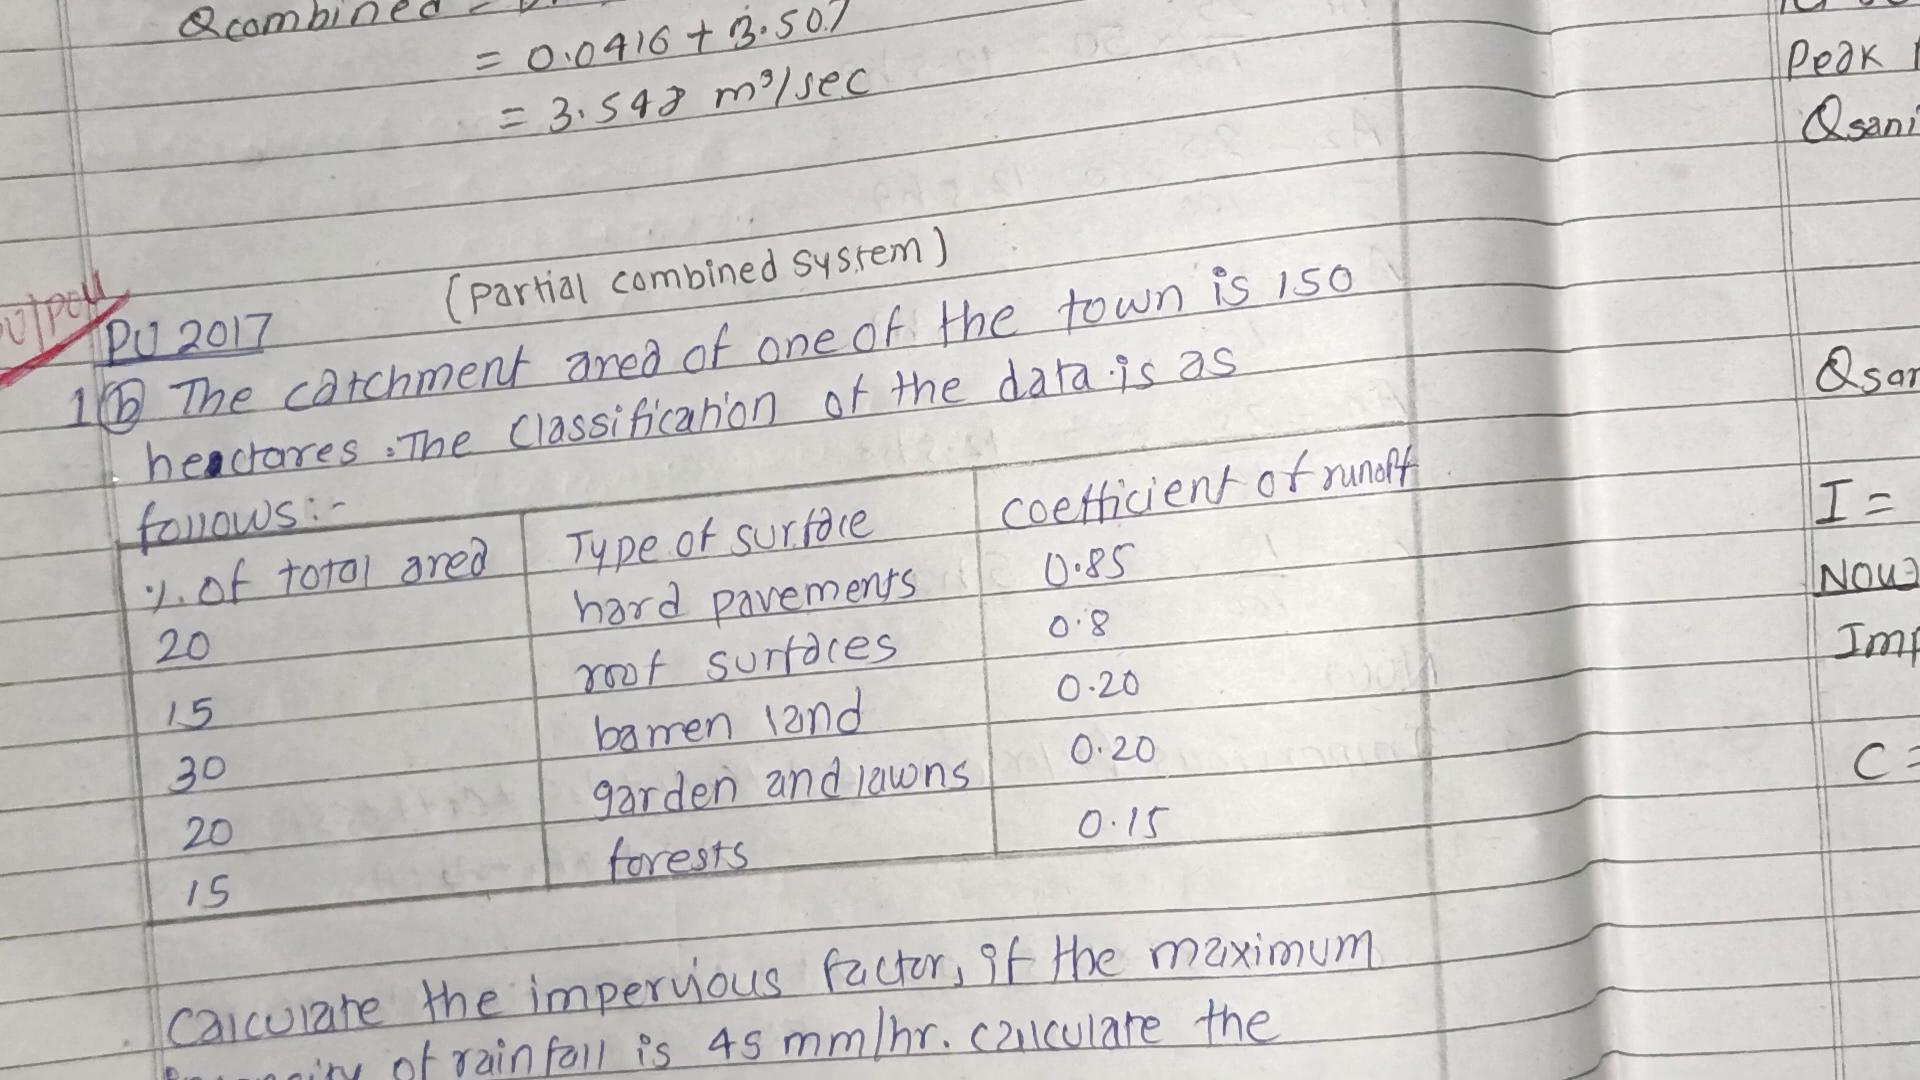 Qcombined =
= 0.0416 + 3.507
= 3.548 m³/sec
(Partial combined system)
PU 2017
1(b) The catchment area of one of the town is 150
hectares. The classification of the data is as
follows:-
%. of total area Type of surface coefficient of runoff
20 hard pavements 0.85
15 roof surfaces 0.8
30 barren land 0.20
20 garden and lawns 0.20
15 forests 0.15
Calculate the impervious factor, if the maximum
of rainfall is 45 mm/hr. calculate the
Peak
Qsani
Qsan
I =
Now
Imp
C =